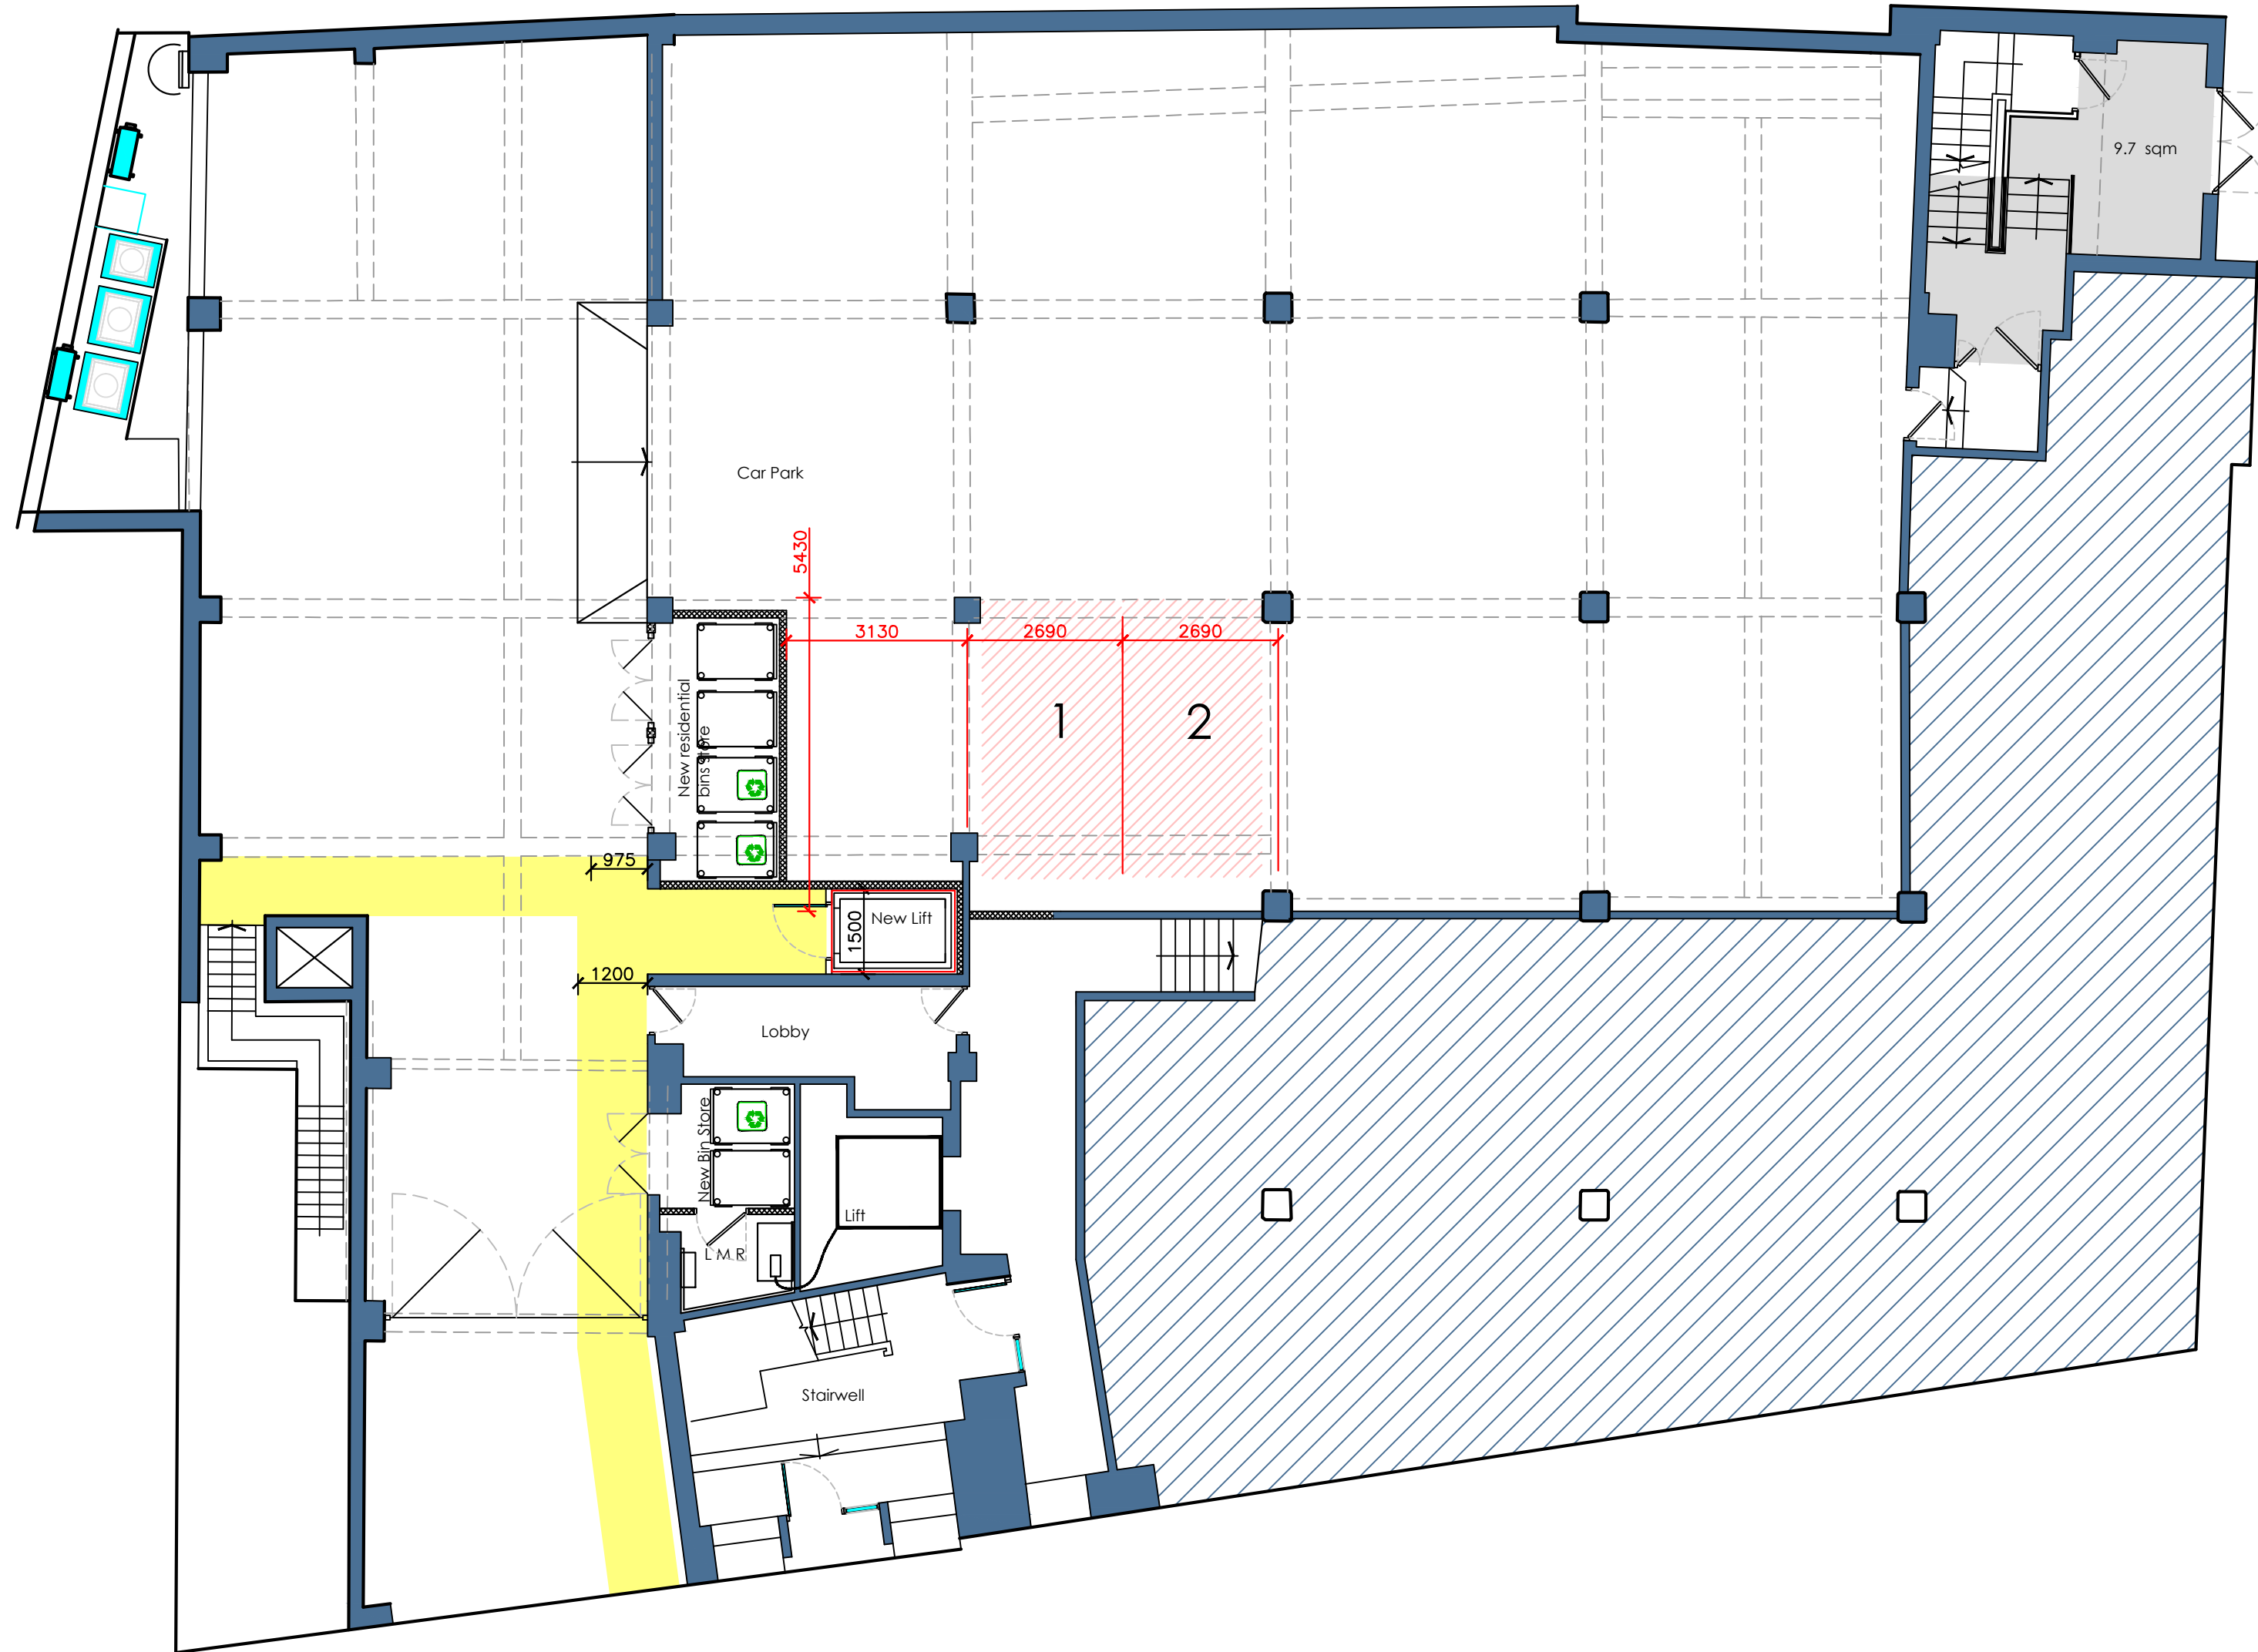 9.7 sqm
Car Park
5430
3130
2690
2690
1
2
New residential
bins store
975
New Lift
1500
1200
Lobby
New Bin Store
Lift
L M R
Stairwell